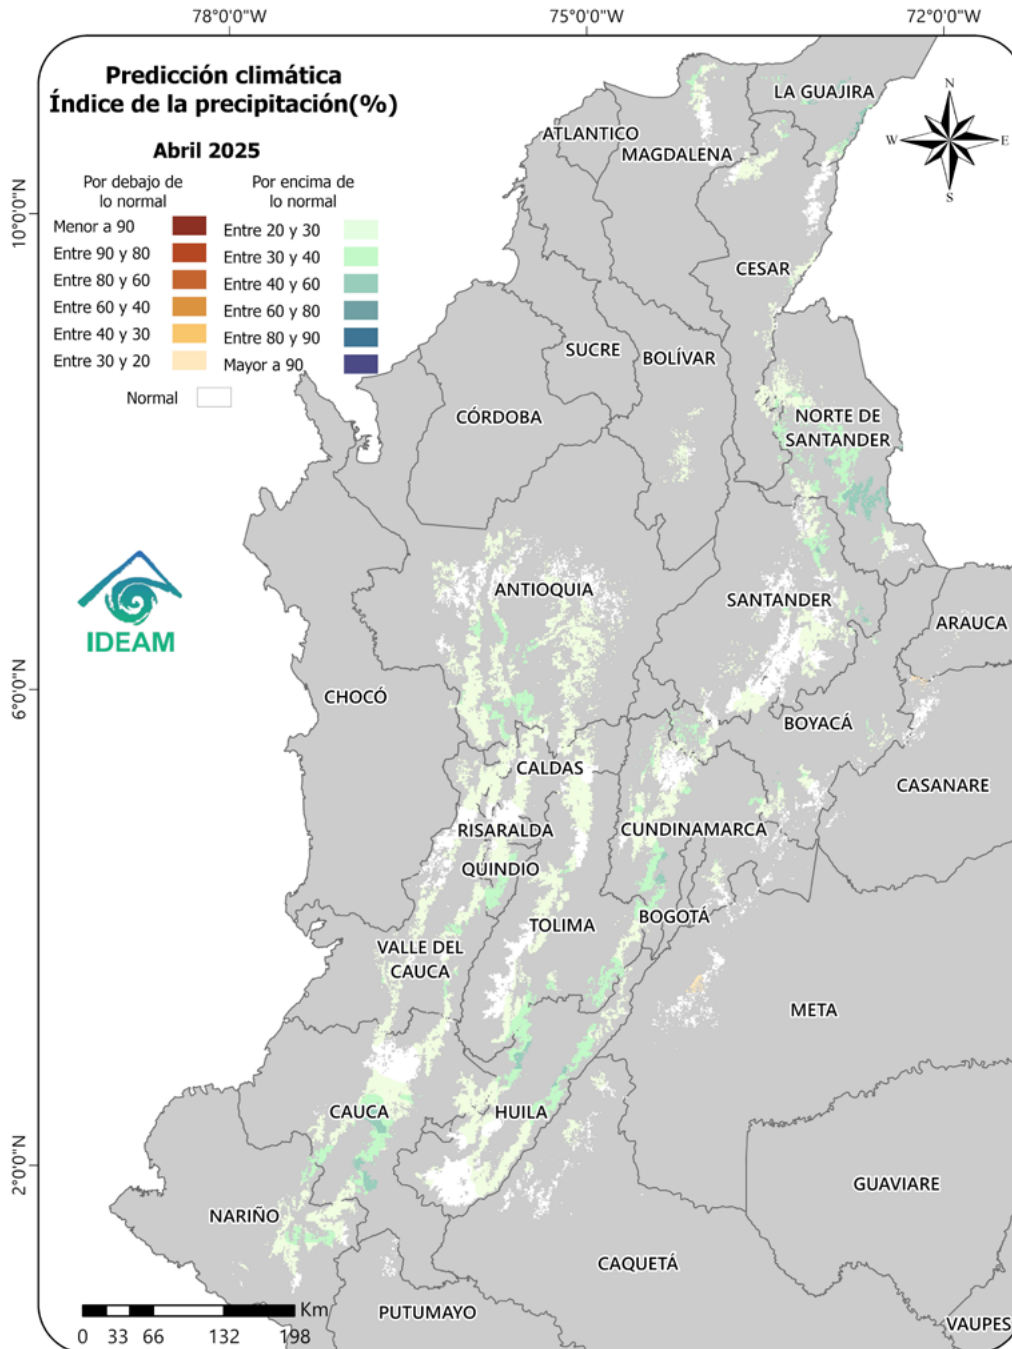 78°0'0"W
75°0'0"W
72°0'0"W
Predicción climática
Índice de la precipitación(%)
Abril 2025
Por debajo de
lo normal
Menor a 90
Entre 90 y 80
Entre 80 y 60
Entre 60 y 40
Entre 40 y 30
Entre 30 y 20
Por encima de
lo normal
Entre 20 y 30
Entre 30 y 40
Entre 40 y 60
Entre 60 y 80
Entre 80 y 90
Mayor a 90
Normal
N
W
E
S
10°0'0"N
6°0'0"N
2°0'0"N
LA GUAJIRA
ATLANTICO
MAGDALENA
CESAR
SUCRE
BOLÍVAR
CÓRDOBA
NORTE DE
SANTANDER
ANTIOQUIA
SANTANDER
ARAUCA
IDEAM
CHOCÓ
BOYACÁ
CALDAS
CASANARE
RISARALDA
CUNDINAMARCA
QUINDIO
BOGOTÁ
TOLIMA
VALLE DEL
CAUCA
META
CAUCA
HUILA
GUAVIARE
NARIÑO
CAQUETÁ
PUTUMAYO
VAUPES
Km
0 33 66 132 198